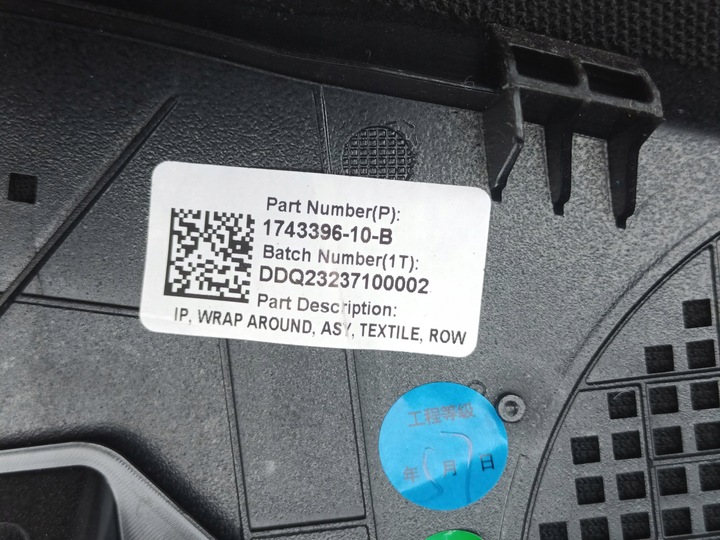 Part Number(P):
1743396-10-B
Batch Number(1T):
DDQ23237100002
Part Description:
IP, WRAP AROUND, ASY, TEXTILE, ROW
工程等级
年 月 日